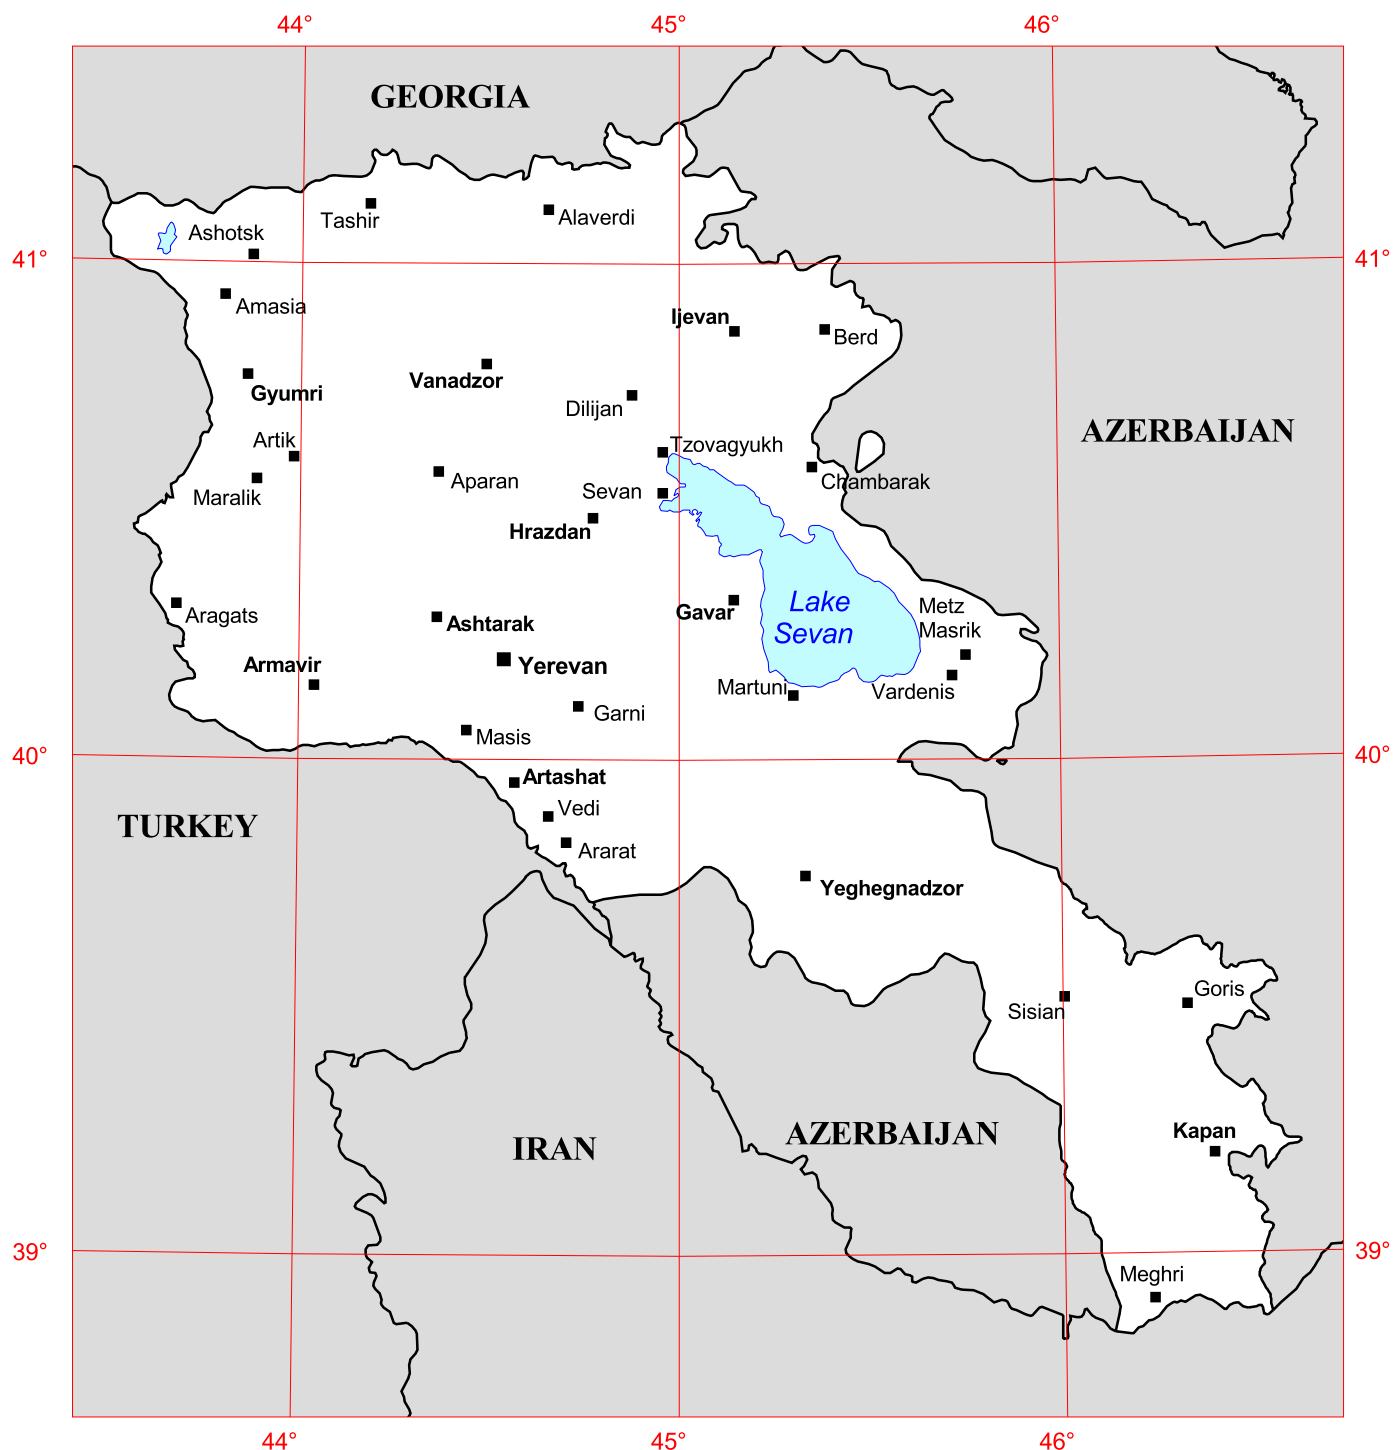 44°
45°
46°
GEORGIA
Tashir
Alaverdi
Ashotsk
41°
41°
Amasia
Ijevan
Berd
Vanadzor
Gyumri
Dilijan
AZERBAIJAN
Artik
Tzovagyukh
Aparan
Chambarak
Maralik
Sevan
Hrazdan
Lake
Sevan
Metz
Masrik
Gavar
Aragats
Ashtarak
Armavir
Yerevan
Martuni
Vardenis
Garni
Masis
40°
40°
Artashat
Vedi
TURKEY
Ararat
Yeghegnadzor
Goris
Sisian
Kapan
AZERBAIJAN
IRAN
39°
39°
Meghri
44°
45°
46°